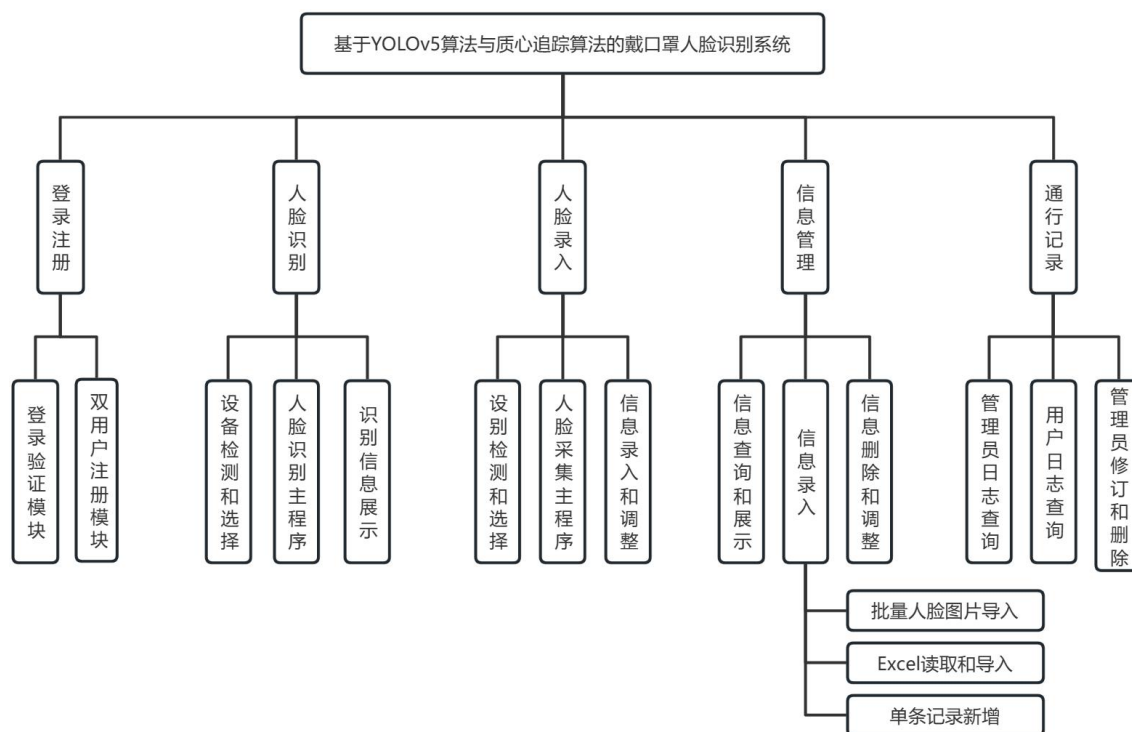 基于YOLOv5算法与质心追踪算法的戴口罩人脸识别系统
登录注册
人脸识别
人脸录入
信息管理
通行记录
登录验证模块
双用户注册模块
设备检测和选择
人脸识别主程序
识别信息展示
设别检测和选择
人脸采集主程序
信息录入和调整
信息查询和展示
信息录入
信息删除和调整
管理员日志查询
用户日志查询
管理员修订和删除
批量人脸图片导入
Excel读取和导入
单条记录新增